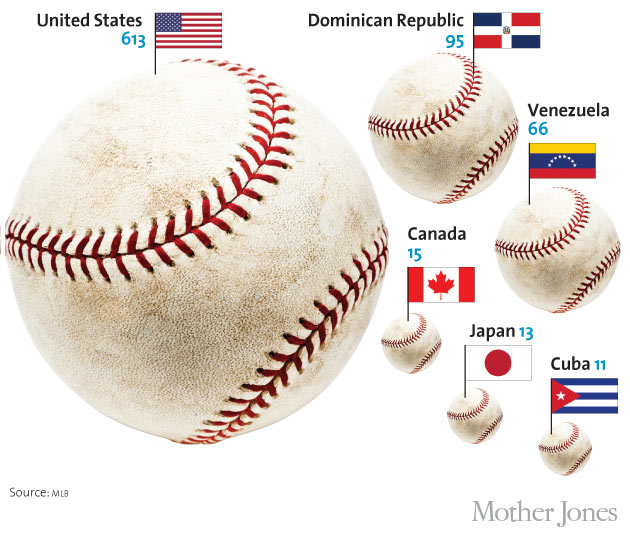 United States
613
Dominican Republic
95
Venezuela
66
Canada
15
Japan 13
Cuba 11
Source: MLB
Mother Jones